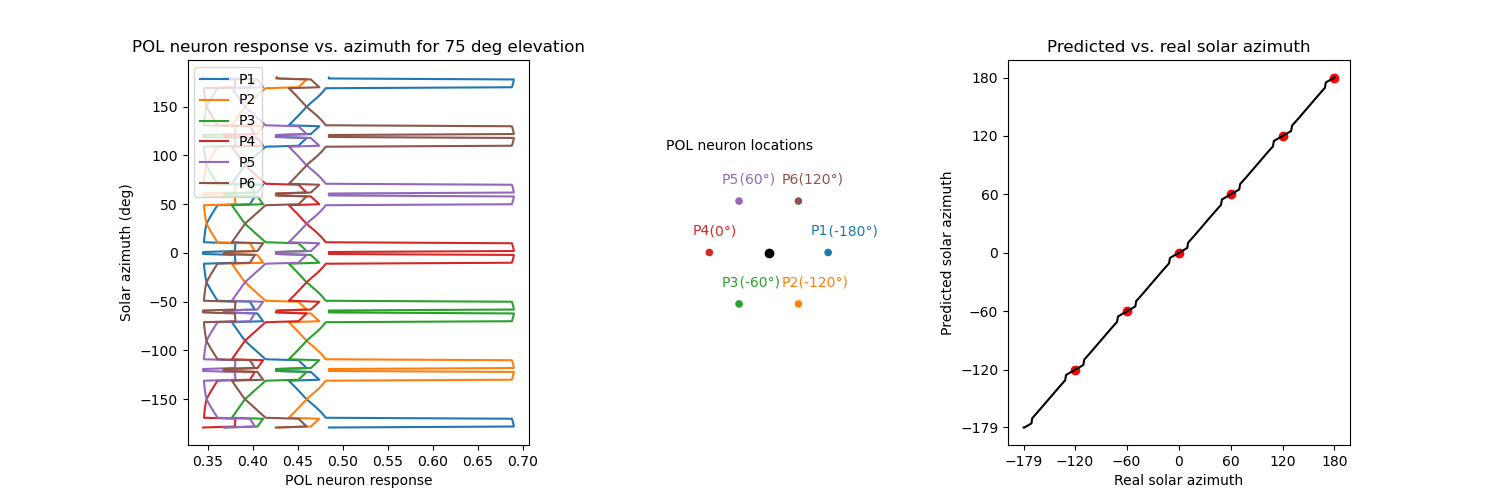 POL neuron response vs. azimuth for 75 deg elevation
Solar azimuth (deg)
150
100
50
0
−50
−100
−150
P1
P2
P3
P4
P5
P6
0.35 0.40 0.45 0.50 0.55 0.60 0.65 0.70
POL neuron response
POL neuron locations
P5(60°) P6(120°)
P4(0°) P1(-180°)
P3(-60°) P2(-120°)
Predicted vs. real solar azimuth
Predicted solar azimuth
180
120
60
0
−60
−120
−179
−179 −120 −60 0 60 120 180
Real solar azimuth